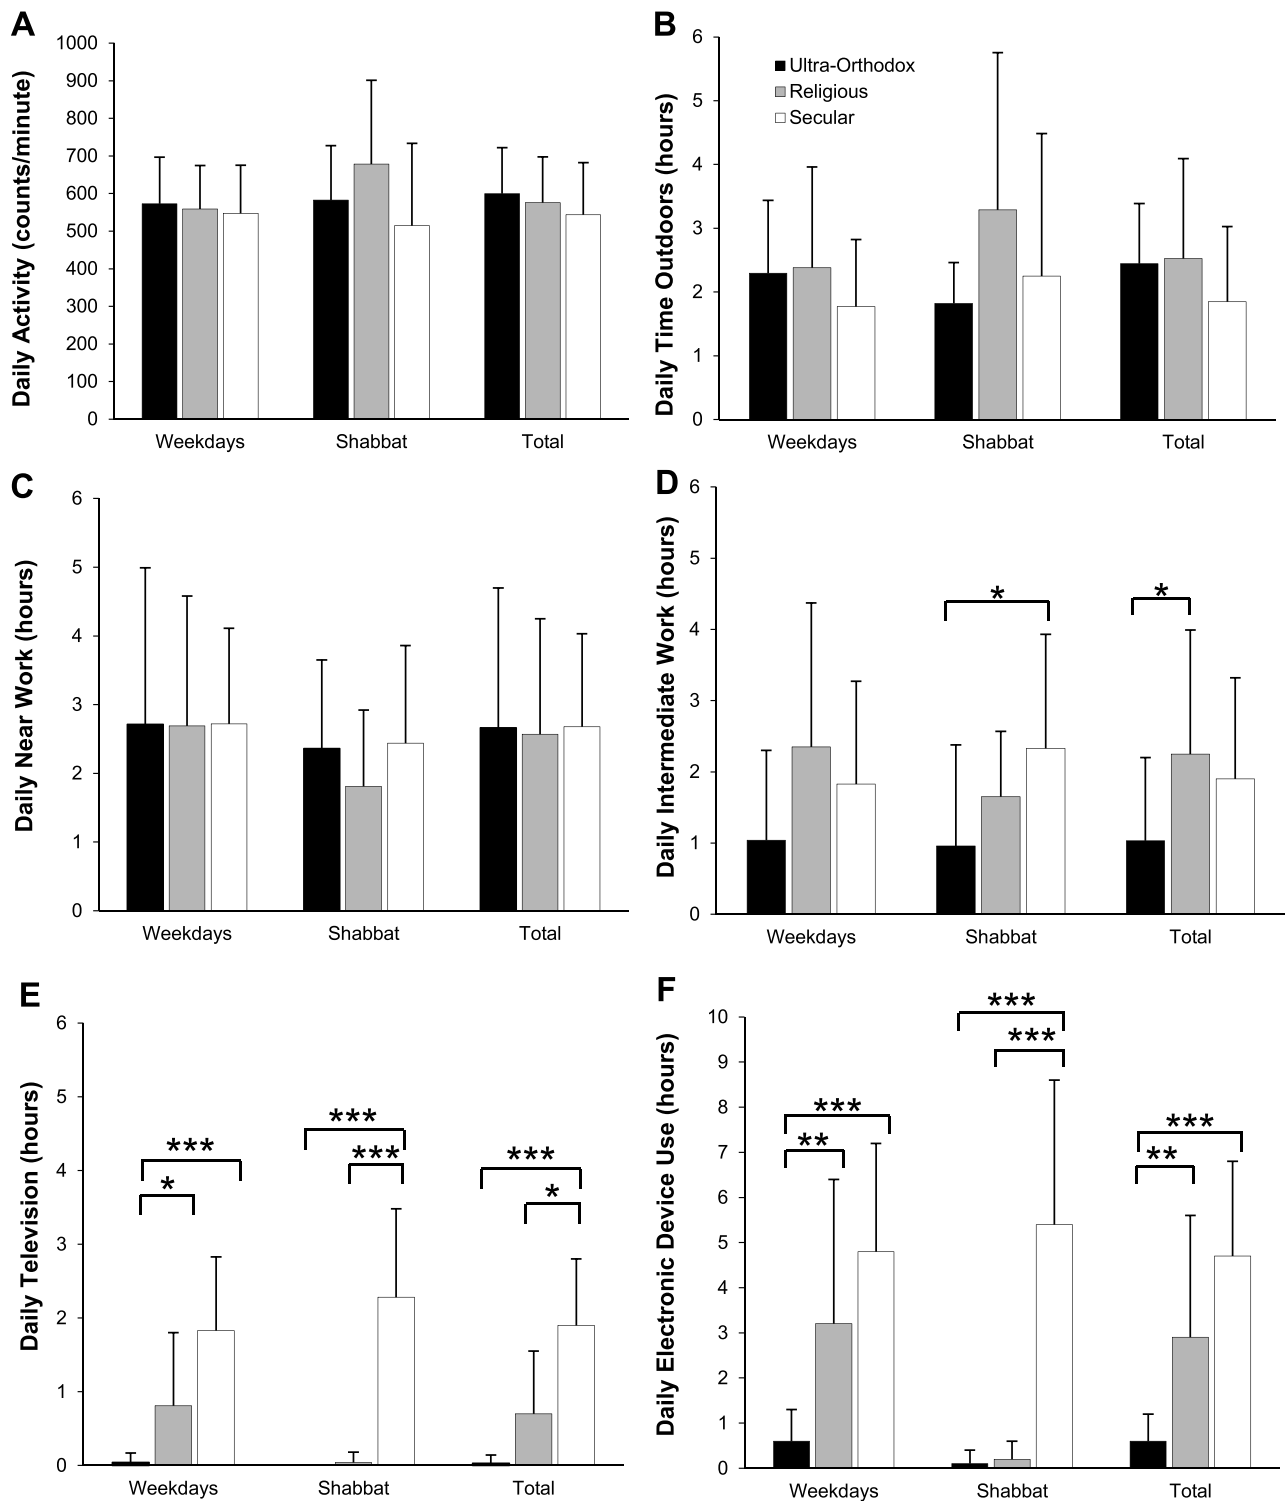 A
Daily Activity (counts/minute)
1000
900
800
700
600
500
400
300
200
100
0
Weekdays Shabbat Total
B
Daily Time Outdoors (hours)
6
5
4
3
2
1
0
Ultra-Orthodox
Religious
Secular
Weekdays Shabbat Total
C
Daily Near Work (hours)
6
5
4
3
2
1
0
Weekdays Shabbat Total
D
Daily Intermediate Work (hours)
6
5
4
3
2
1
0
* *
Weekdays Shabbat Total
E
Daily Television (hours)
6
5
4
3
2
1
0
*** *** ***
* *** *
Weekdays Shabbat Total
F
Daily Electronic Device Use (hours)
10
9
8
7
6
5
4
3
2
1
0
*** *** ***
** *** **
Weekdays Shabbat Total